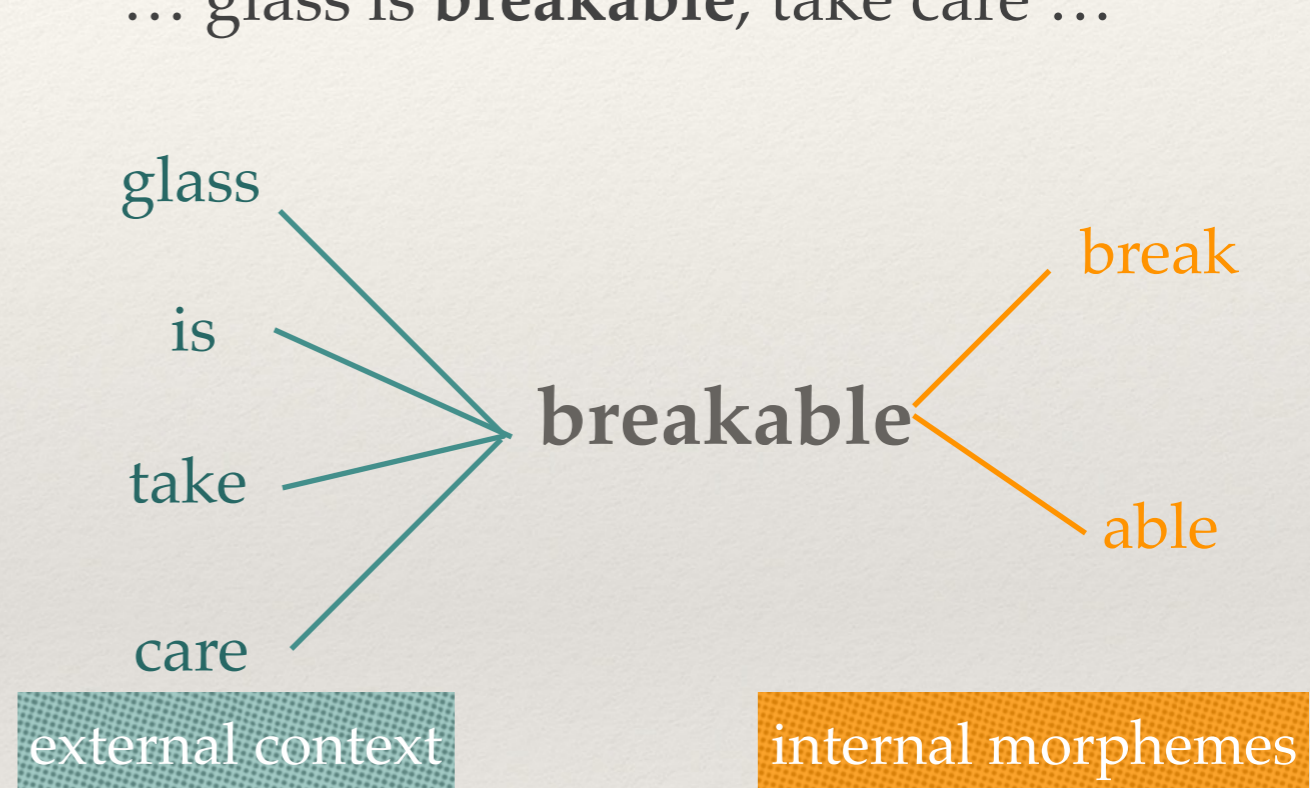 … glass is breakable, take care …
glass
is
take
care
breakable
break
able
external context
internal morphemes